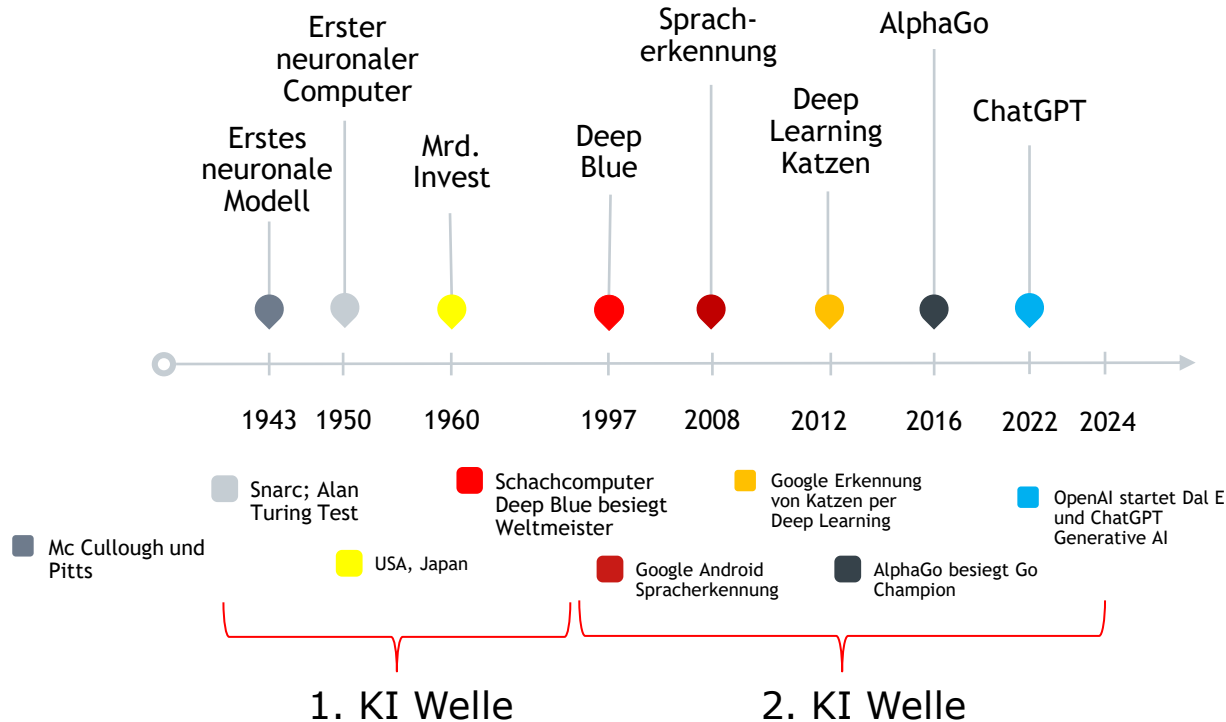 Erster
neuronaler
Computer
Sprach-
erkennung
AlphaGo
Erstes
neuronale
Modell
Mrd.
Invest
Deep
Blue
Deep
Learning
Katzen
ChatGPT
1943 1950 1960 1997 2008 2012 2016 2022 2024
Mc Cullough und
Pitts
Snarc; Alan
Turing Test
USA, Japan
Schachcomputer
Deep Blue besiegt
Weltmeister
Google Android
Spracherkennung
Google Erkennung
von Katzen per
Deep Learning
AlphaGo besiegt Go
Champion
OpenAI startet Dal E
und ChatGPT
Generative AI
1. KI Welle
2. KI Welle